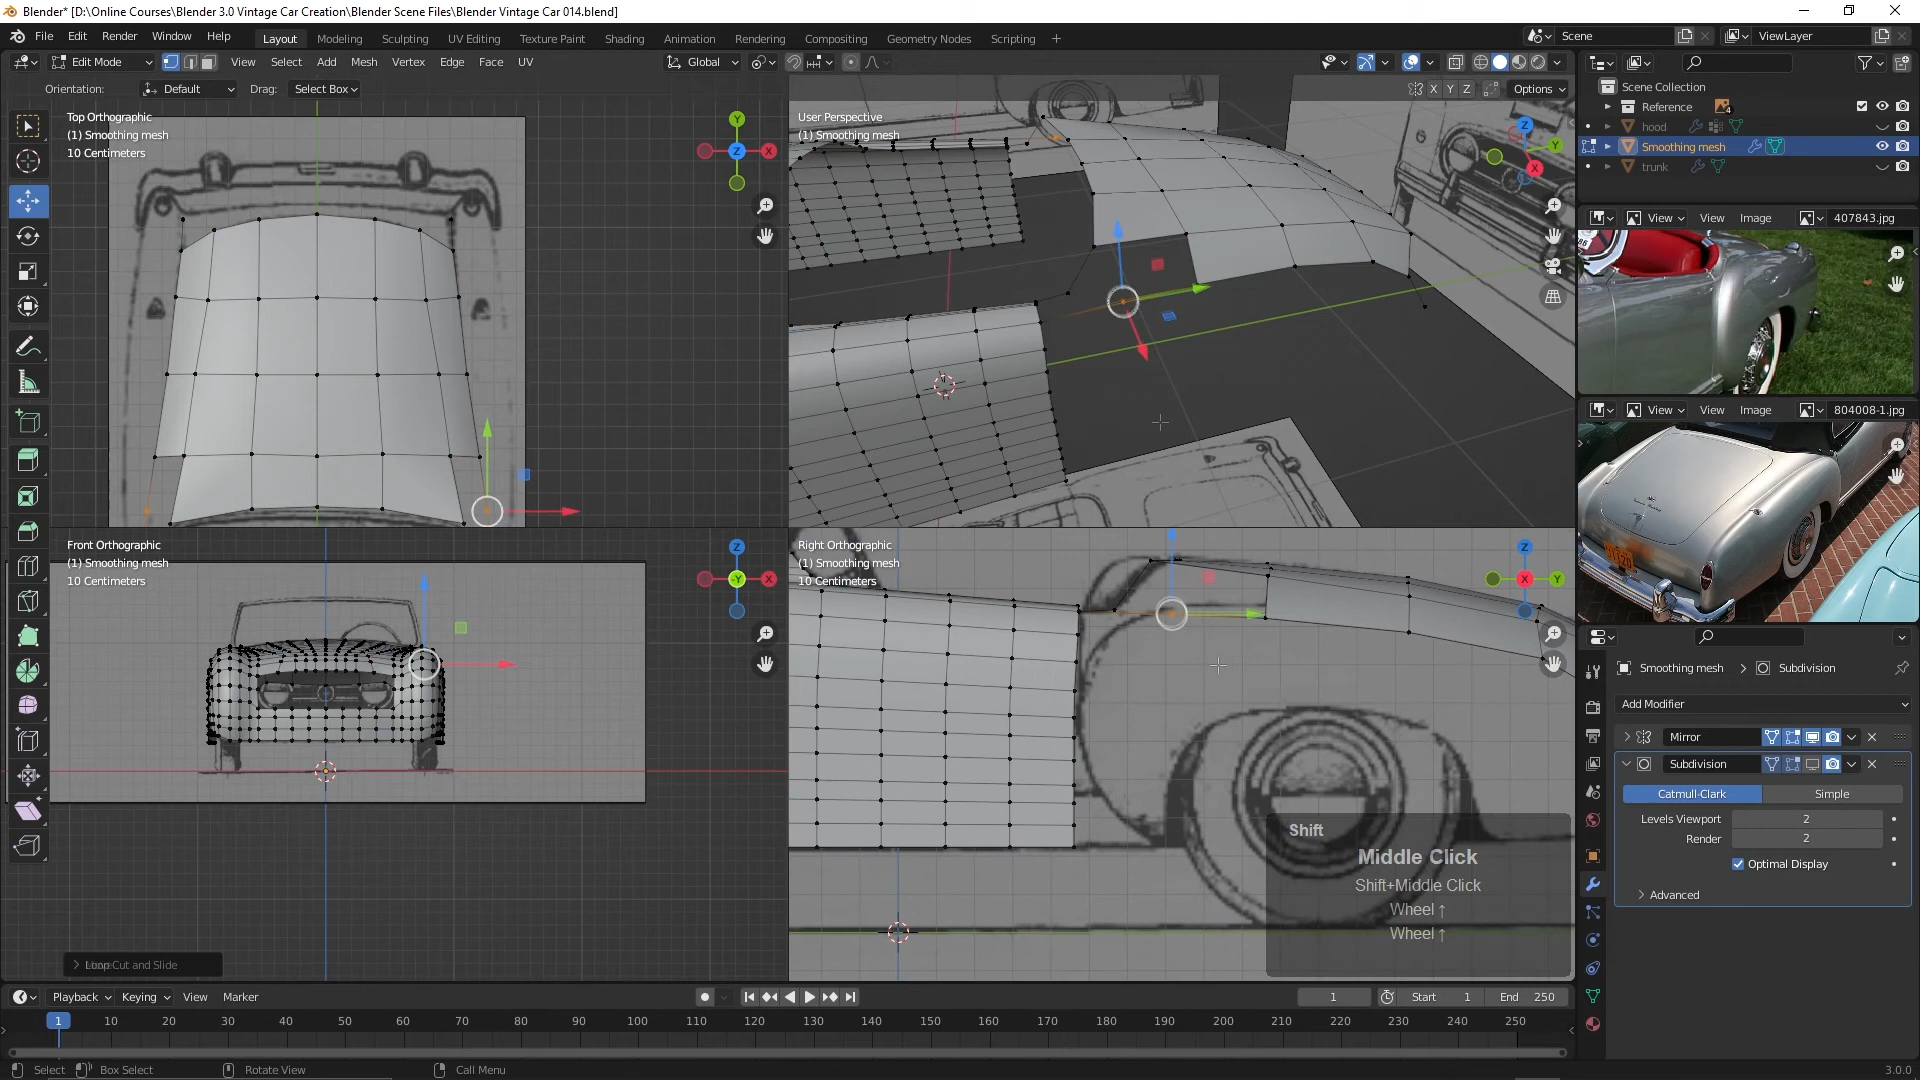 Blender* [D:\Online Courses\Blender 3.0 Vintage Car Creation\Blender Scene Files\Blender Vintage Car 014.blend]
File Edit Render Window Help Layout Modeling Sculpting UV Editing Texture Paint Shading Animation Rendering Compositing Geometry Nodes Scripting + Scene ViewLayer
Edit Mode View Select Add Mesh Vertex Edge Face UV Global
Orientation: Default Drag: Select Box X Y Z Options
Top Orthographic
(1) Smoothing mesh
10 Centimeters
User Perspective
(1) Smoothing mesh
Front Orthographic
(1) Smoothing mesh
10 Centimeters
Right Orthographic
(1) Smoothing mesh
10 Centimeters
Shift
Middle Click
Shift+Middle Click
Wheel ↑
Wheel ↑
Cut and Slide
Scene Collection
Reference 4
hood
Smoothing mesh
trunk
View View Image 407843.jpg
View View Image 804008-1.jpg
Smoothing mesh > Subdivision
Add Modifier
Mirror
Subdivision
Catmull-Clark Simple
Levels Viewport 2
Render 2
Optimal Display
Advanced
Playback Keying View Marker 1 Start 1 End 250
1 10 20 30 40 50 60 70 80 90 100 110 120 130 140 150 160 170 180 190 200 210 220 230 240 250
Select Box Select Rotate View Call Menu 3.0.0